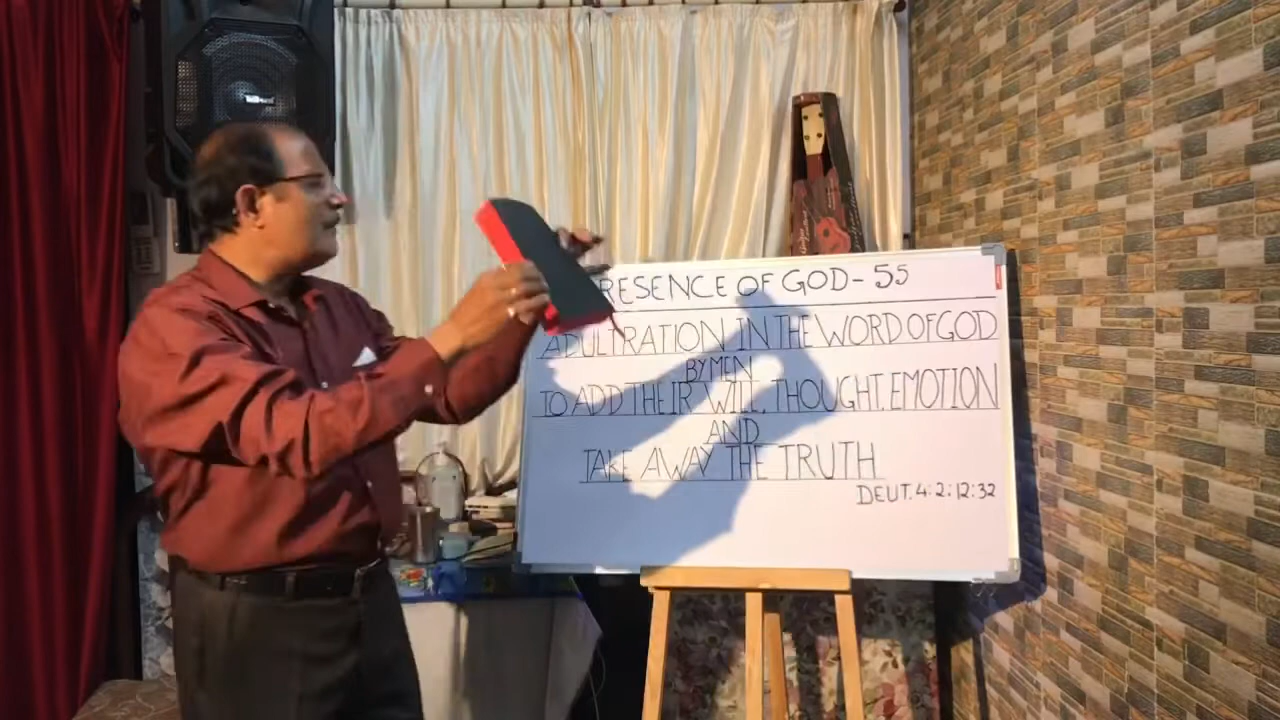 RESENCE OF GOD - 55
ADULTRATION IN THE WORD OF GOD
BY MEN
TO ADD THEIR WILL, THOUGHT, EMOTION
AND
TAKE AWAY THE TRUTH
DEUT. 4:2; 12:32